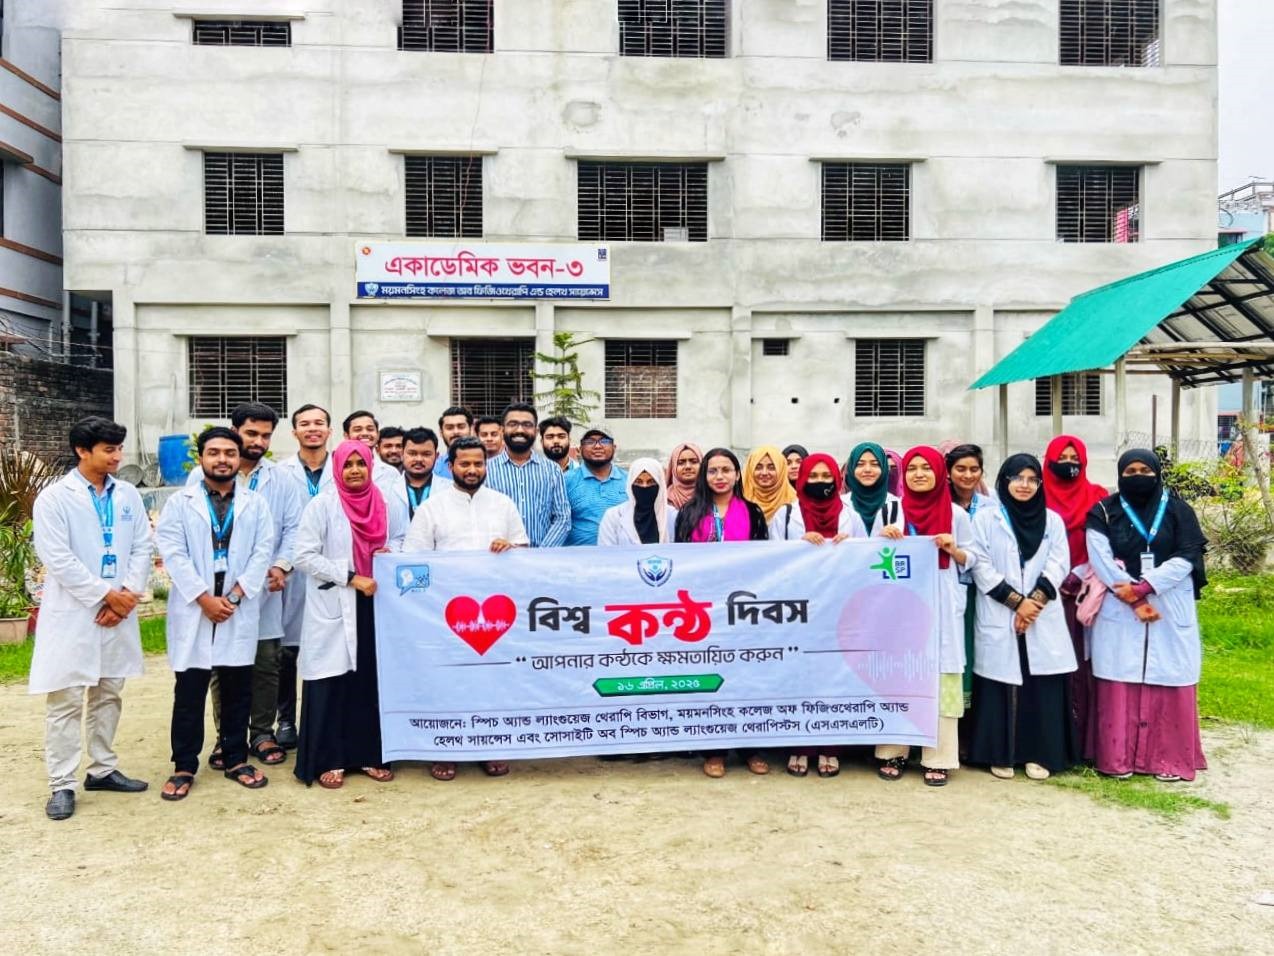 একাডেমিক ভবন-৩
ময়মনসিংহ কলেজ অব ফিজিওথেরাপি এন্ড হেলথ সায়েন্সেস
বিশ্ব কন্ঠ দিবস
“ আপনার কণ্ঠকে ক্ষমতায়িত করুন ”
১৬ এপ্রিল, ২০২৫
আয়োজনে: স্পিচ অ্যান্ড ল্যাংগুয়েজ থেরাপি বিভাগ, ময়মনসিংহ কলেজ অফ ফিজিওথেরাপি অ্যান্ড
হেলথ সায়ন্সেস এবং সোসাইটি অব স্পিচ অ্যান্ড ল্যাংগুয়েজ থেরাপিস্টস (এসএসএলটি)